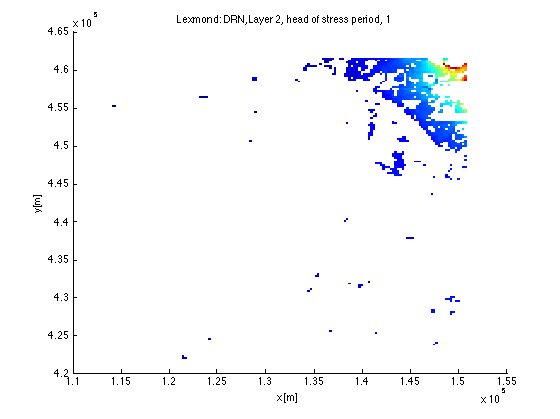 Lexmond: DRN,Layer 2, head of stress period, 1
x 10^5
4.65
4.6
4.55
4.5
4.45
4.4
4.35
4.3
4.25
4.2
y[m]
1.1 1.15 1.2 1.25 1.3 1.35 1.4 1.45 1.5 1.55
x[m]
x 10^5